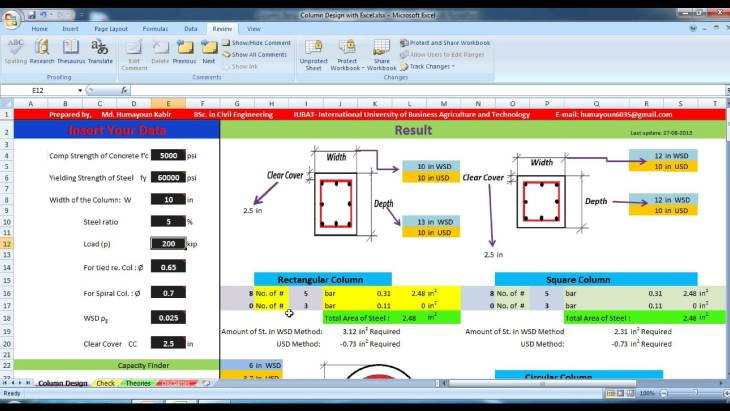 Column Design with Excel.xlsx - Microsoft Excel
Home Insert Page Layout Formulas Data Review View
ABC
Spelling Research Thesaurus Translate
Proofing
Edit Comment Delete Previous Next
Show/Hide Comment
Show All Comments
Show Ink
Comments
Unprotect Sheet Protect Workbook
Protect and Share Workbook
Allow Users to Edit Ranges
Track Changes
Changes
E12 fx 200
A B C D E F G H I J K L M N O P Q R S T
1 Prepared by, Md. Humayoun Kabir BSc. in Civil Engineering IUBAT- International University of Business Agriculture and Technology E-mail: humayoun6035@gmail.com
2 Insert Your Data Result Last update: 27-08-2013
3
4 Comp Strength of Concrete f'c 5000 psi Width 10 in WSD Width 12 in WSD
5 10 in USD 10 in USD
6 Yielding Strength of Steel fy 60000 psi Clear Cover Clear Cover
7
8 Width of the Column: W 10 in Depth Depth 12 in WSD
9 2.5 in 10 in USD
10 Steel ratio 5 % 13 in WSD
11 10 in USD
12 Load (p) 200 kip
13 2.5 in
14 For tied re. Col : Ø 0.65
15 Rectangular Column Square Column
16 For Spiral Col. : Ø 0.7 8 No. of # 5 bar 0.31 2.48 in² 8 No. of # 5 bar 0.31 2.48 in²
17 0 No. of # 3 bar 0.11 0 in² 0 No. of # 3 bar 0.11 0 in²
18 WSD ρg 0.025 Total Area of Steel : 2.48 in² Total Area of Steel : 2.48 in²
19 Amount of St. in WSD Method: 3.12 in² Required 2.31 in² Required
20 Clear Cover CC 2.5 in USD Method: -0.73 in² Required -0.73 in² Required
21
22 Capacity Finder 6 in WSD Circular Column
Column Design Check Theories Disclaimer
Ready 100%